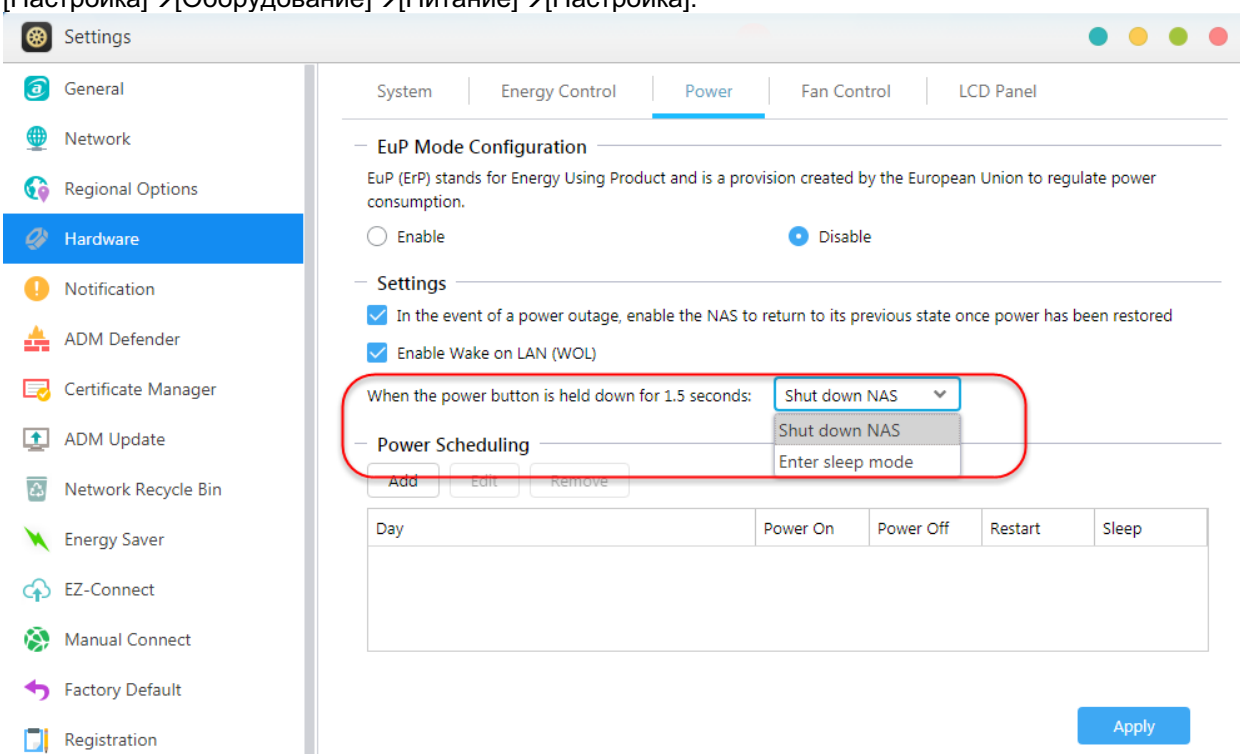 [Настройка] →[Оборудование] →[Питание] →[Настройка].
Settings
General
Network
Regional Options
Hardware
Notification
ADM Defender
Certificate Manager
ADM Update
Network Recycle Bin
Energy Saver
EZ-Connect
Manual Connect
Factory Default
Registration
System Energy Control Power Fan Control LCD Panel
EuP Mode Configuration
EuP (ErP) stands for Energy Using Product and is a provision created by the European Union to regulate power
consumption.
Enable Disable
Settings
In the event of a power outage, enable the NAS to return to its previous state once power has been restored
Enable Wake on LAN (WOL)
When the power button is held down for 1.5 seconds: Shut down NAS
Shut down NAS
Enter sleep mode
Power Scheduling
Add Edit Remove
Day Power On Power Off Restart Sleep
Apply